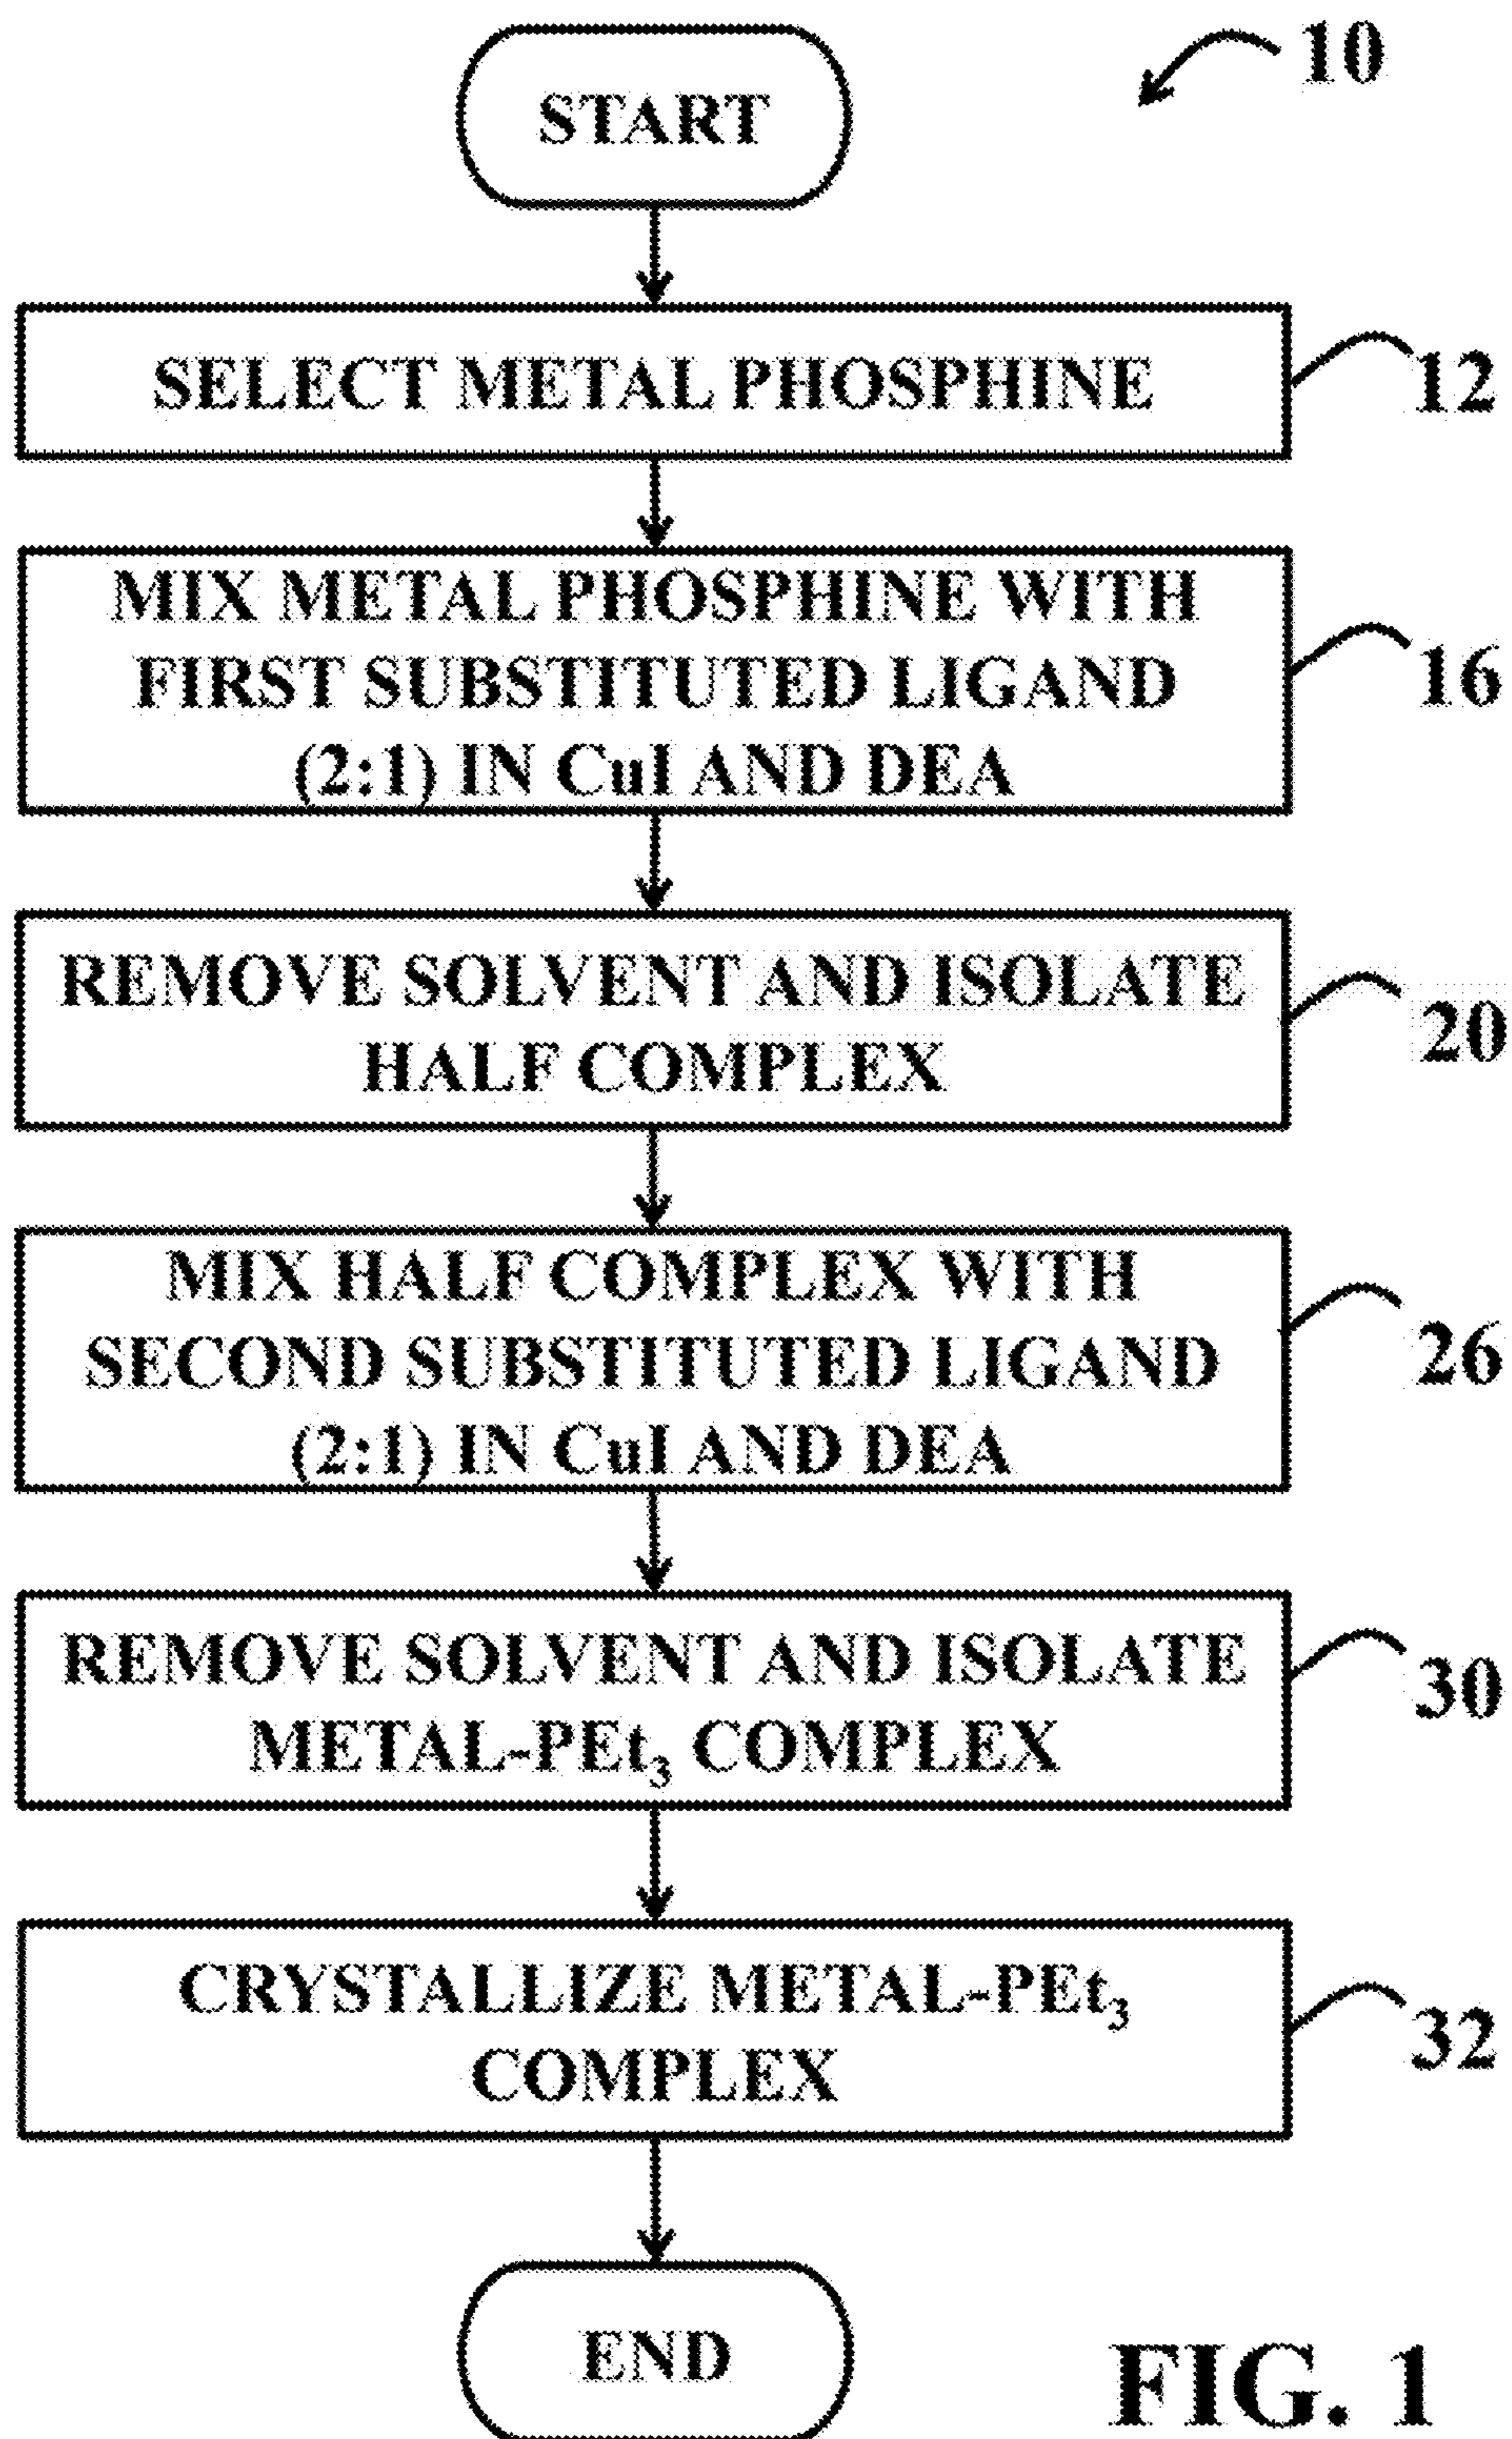 START
10
SELECT METAL PHOSPHINE
12
MIX METAL PHOSPHINE WITH
FIRST SUBSTITUTED LIGAND
(2:1) IN CuI AND DEA
16
REMOVE SOLVENT AND ISOLATE
HALF COMPLEX
20
MIX HALF COMPLEX WITH
SECOND SUBSTITUTED LIGAND
(2:1) IN CuI AND DEA
26
REMOVE SOLVENT AND ISOLATE
METAL-PEt₃ COMPLEX
30
CRYSTALLIZE METAL-PEt₃
COMPLEX
32
END
FIG. 1